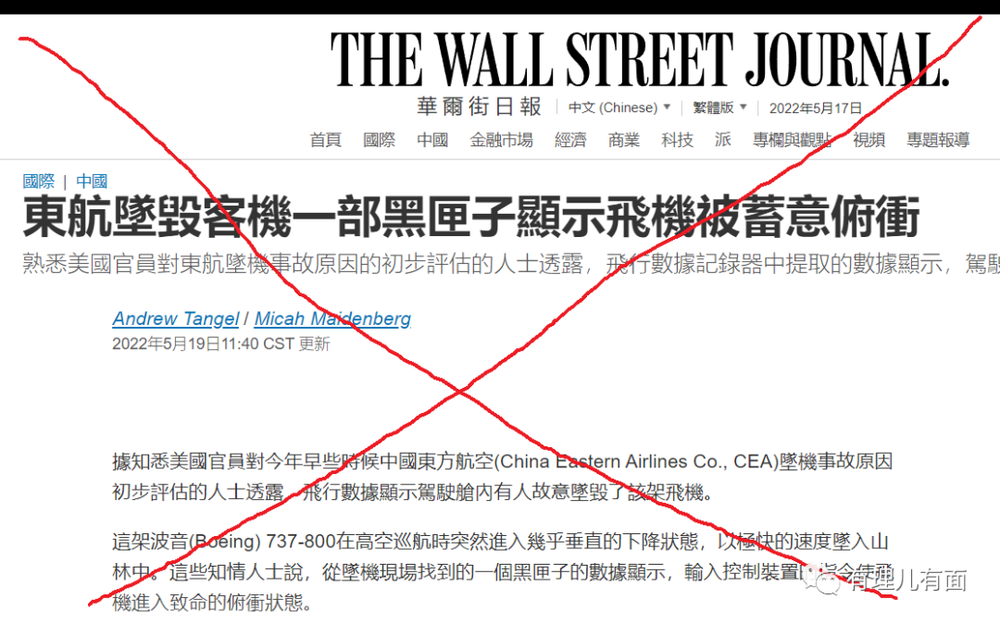 THE WALL STREET JOURNAL.
華爾街日報 中文 (Chinese) 繁體版 2022年5月17日
首頁 國際 中國 金融市場 經濟 商業 科技 派 專欄與觀點 視頻 專題報導
國際 | 中國
東航墜毀客機一部黑匣子顯示飛機被蓄意俯衝
熟悉美國官員對東航墜機事故原因的初步評估的人士透露，飛行數據記錄器中提取的數據顯示，駕駛
Andrew Tangel / Micah Maidenberg
2022年5月19日11:40 CST 更新
據知悉美國官員對今年早些時候中國東方航空(China Eastern Airlines Co., CEA)墜機事故原因
初步評估的人士透露，飛行數據顯示駕駛艙內有人故意墜毀了該架飛機。
這架波音(Boeing) 737-800在高空巡航時突然進入幾乎垂直的下降狀態，以極快的速度墜入山
林中。這些知情人士說，從墜機現場找到的一個黑匣子的數據顯示，輸入控制裝置的指令使飛
機進入致命的俯衝狀態。
有理儿有面